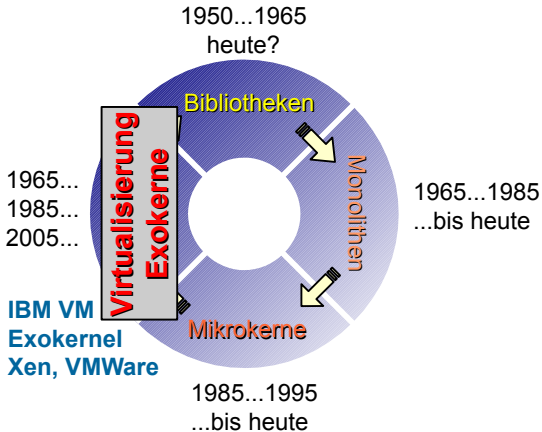 1950...1965
heute?
Bibliotheken
Monolithen
1965...1985
...bis heute
Mikrokerne
1985...1995
...bis heute
Virtualisierung
Exokerne
1965...
1985...
2005...
IBM VM
Exokernel
Xen, VMWare